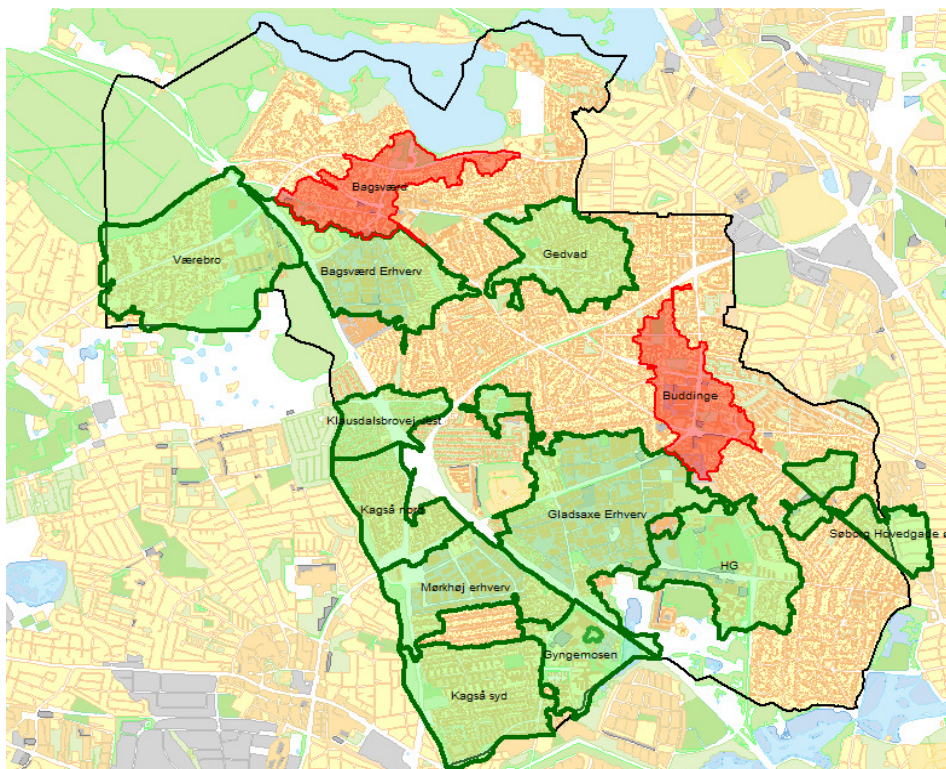 Bagsværd
Værebro
Bagsværd Erhverv
Gedvad
Buddinge
Klausdalsbrovej vest
Kagså nord
Gladsaxe Erhverv
Søborg Hovedgade ø
HG
Mørkhøj erhverv
Gyngemosen
Kagså syd